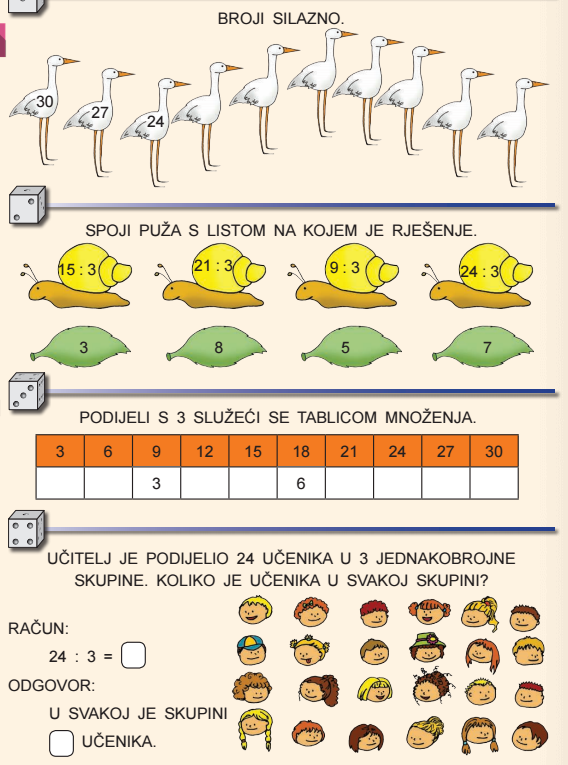 BROJI SILAZNO.
30 27 24
SPOJI PUŽA S LISTOM NA KOJEM JE RJEŠENJE.
15 : 3 21 : 3 9 : 3 24 : 3
3 8 5 7
PODIJELI S 3 SLUŽEĆI SE TABLICOM MNOŽENJA.
3 6 9 12 15 18 21 24 27 30
3 6
UČITELJ JE PODIJELIO 24 UČENIKA U 3 JEDNAKOBROJNE
SKUPINE. KOLIKO JE UČENIKA U SVAKOJ SKUPINI?
RAČUN:
24 : 3 =
ODGOVOR:
U SVAKOJ JE SKUPINI
UČENIKA.